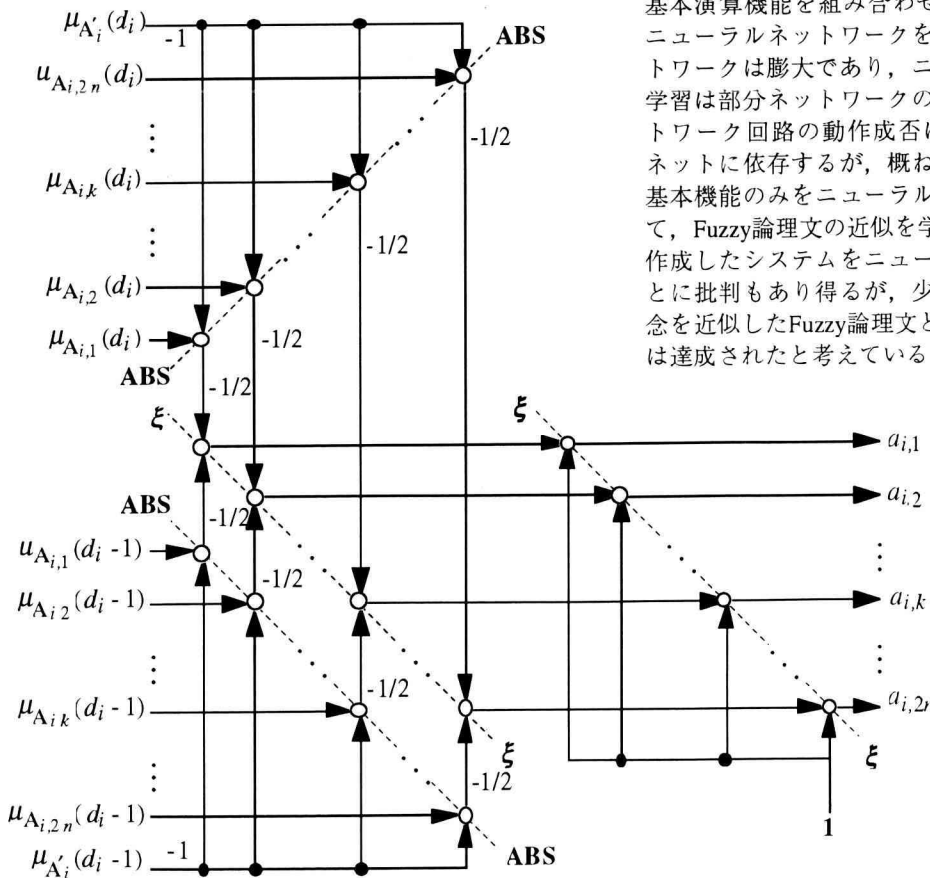 μA′i(di)
-1
ABS
uAi,2n(di)
-1/2
μAi,k(di)
-1/2
μAi,2(di)
-1/2
μAi,1(di)
ABS
-1/2
ξ
ABS
-1/2
uAi,1(di-1)
-1/2
μAi2(di-1)
-1/2
μAik(di-1)
ξ
-1/2
μAi,2n(di-1)
-1
μA′i(di-1)
ABS
ξ
ai,1
ai.2
ai,k
ai,2n
ξ
1
基本演算機能を組み合わせ
ニューラルネットワークを
トワークは膨大であり，ニ
学習は部分ネットワークの
トワーク回路の動作成否に
ネットに依存するが，概ね
基本機能のみをニューラル
て，Fuzzy論理文の近似を学
作成したシステムをニュー
とに批判もあり得るが，少
念を近似したFuzzy論理文と
は達成されたと考えている